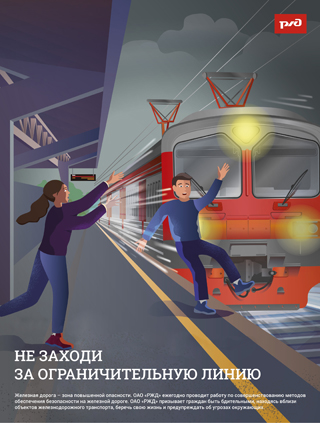 ржд
НЕ ЗАХОДИ
ЗА ОГРАНИЧИТЕЛЬНУЮ ЛИНИЮ
Железная дорога – зона повышенной опасности. ОАО «РЖД» ежегодно проводит работу по совершенствованию методов
обеспечения безопасности на железной дороге. ОАО «РЖД» призывает граждан быть бдительными, находясь вблизи
объектов железнодорожного транспорта, беречь свою жизнь и предупреждать об угрозах окружающих.